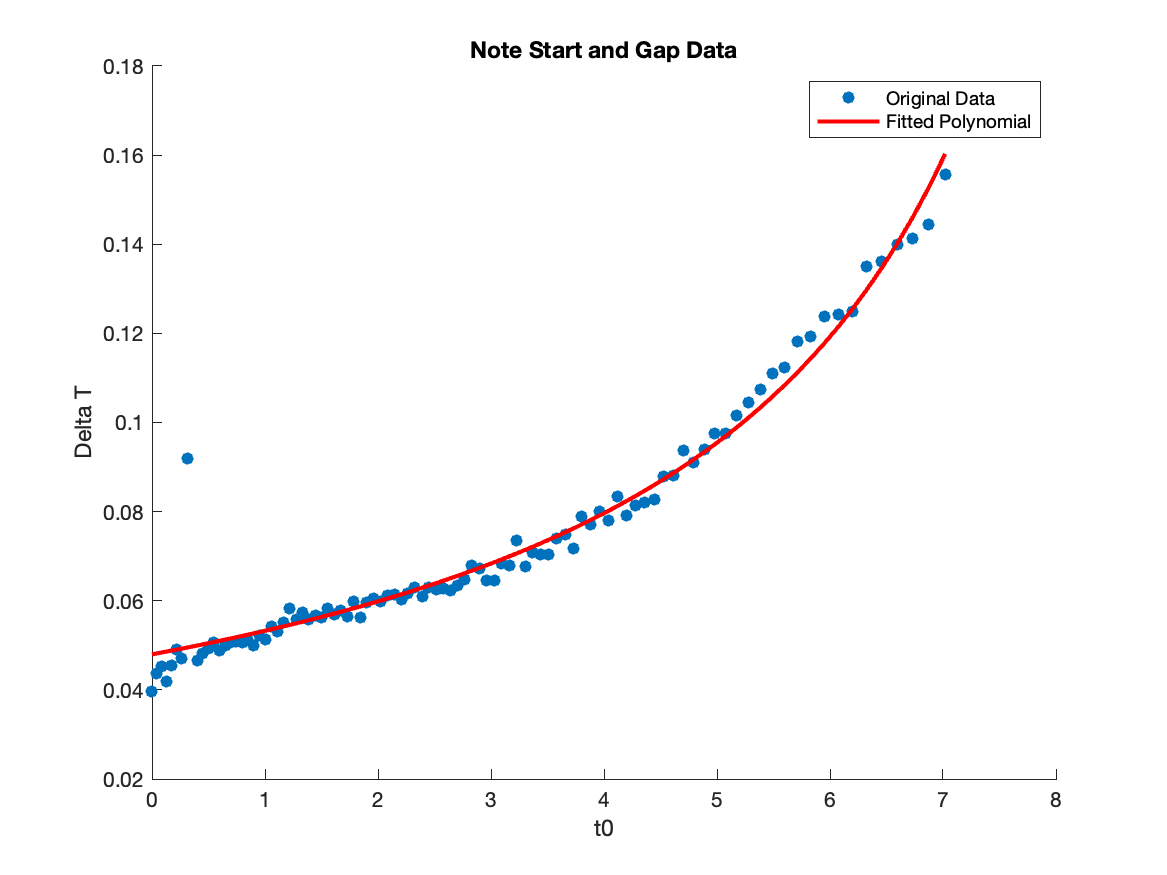 Note Start and Gap Data
Original Data
Fitted Polynomial
0.18
0.16
0.14
0.12
0.1
0.08
0.06
0.04
0.02
Delta T
0 1 2 3 4 5 6 7 8
t0